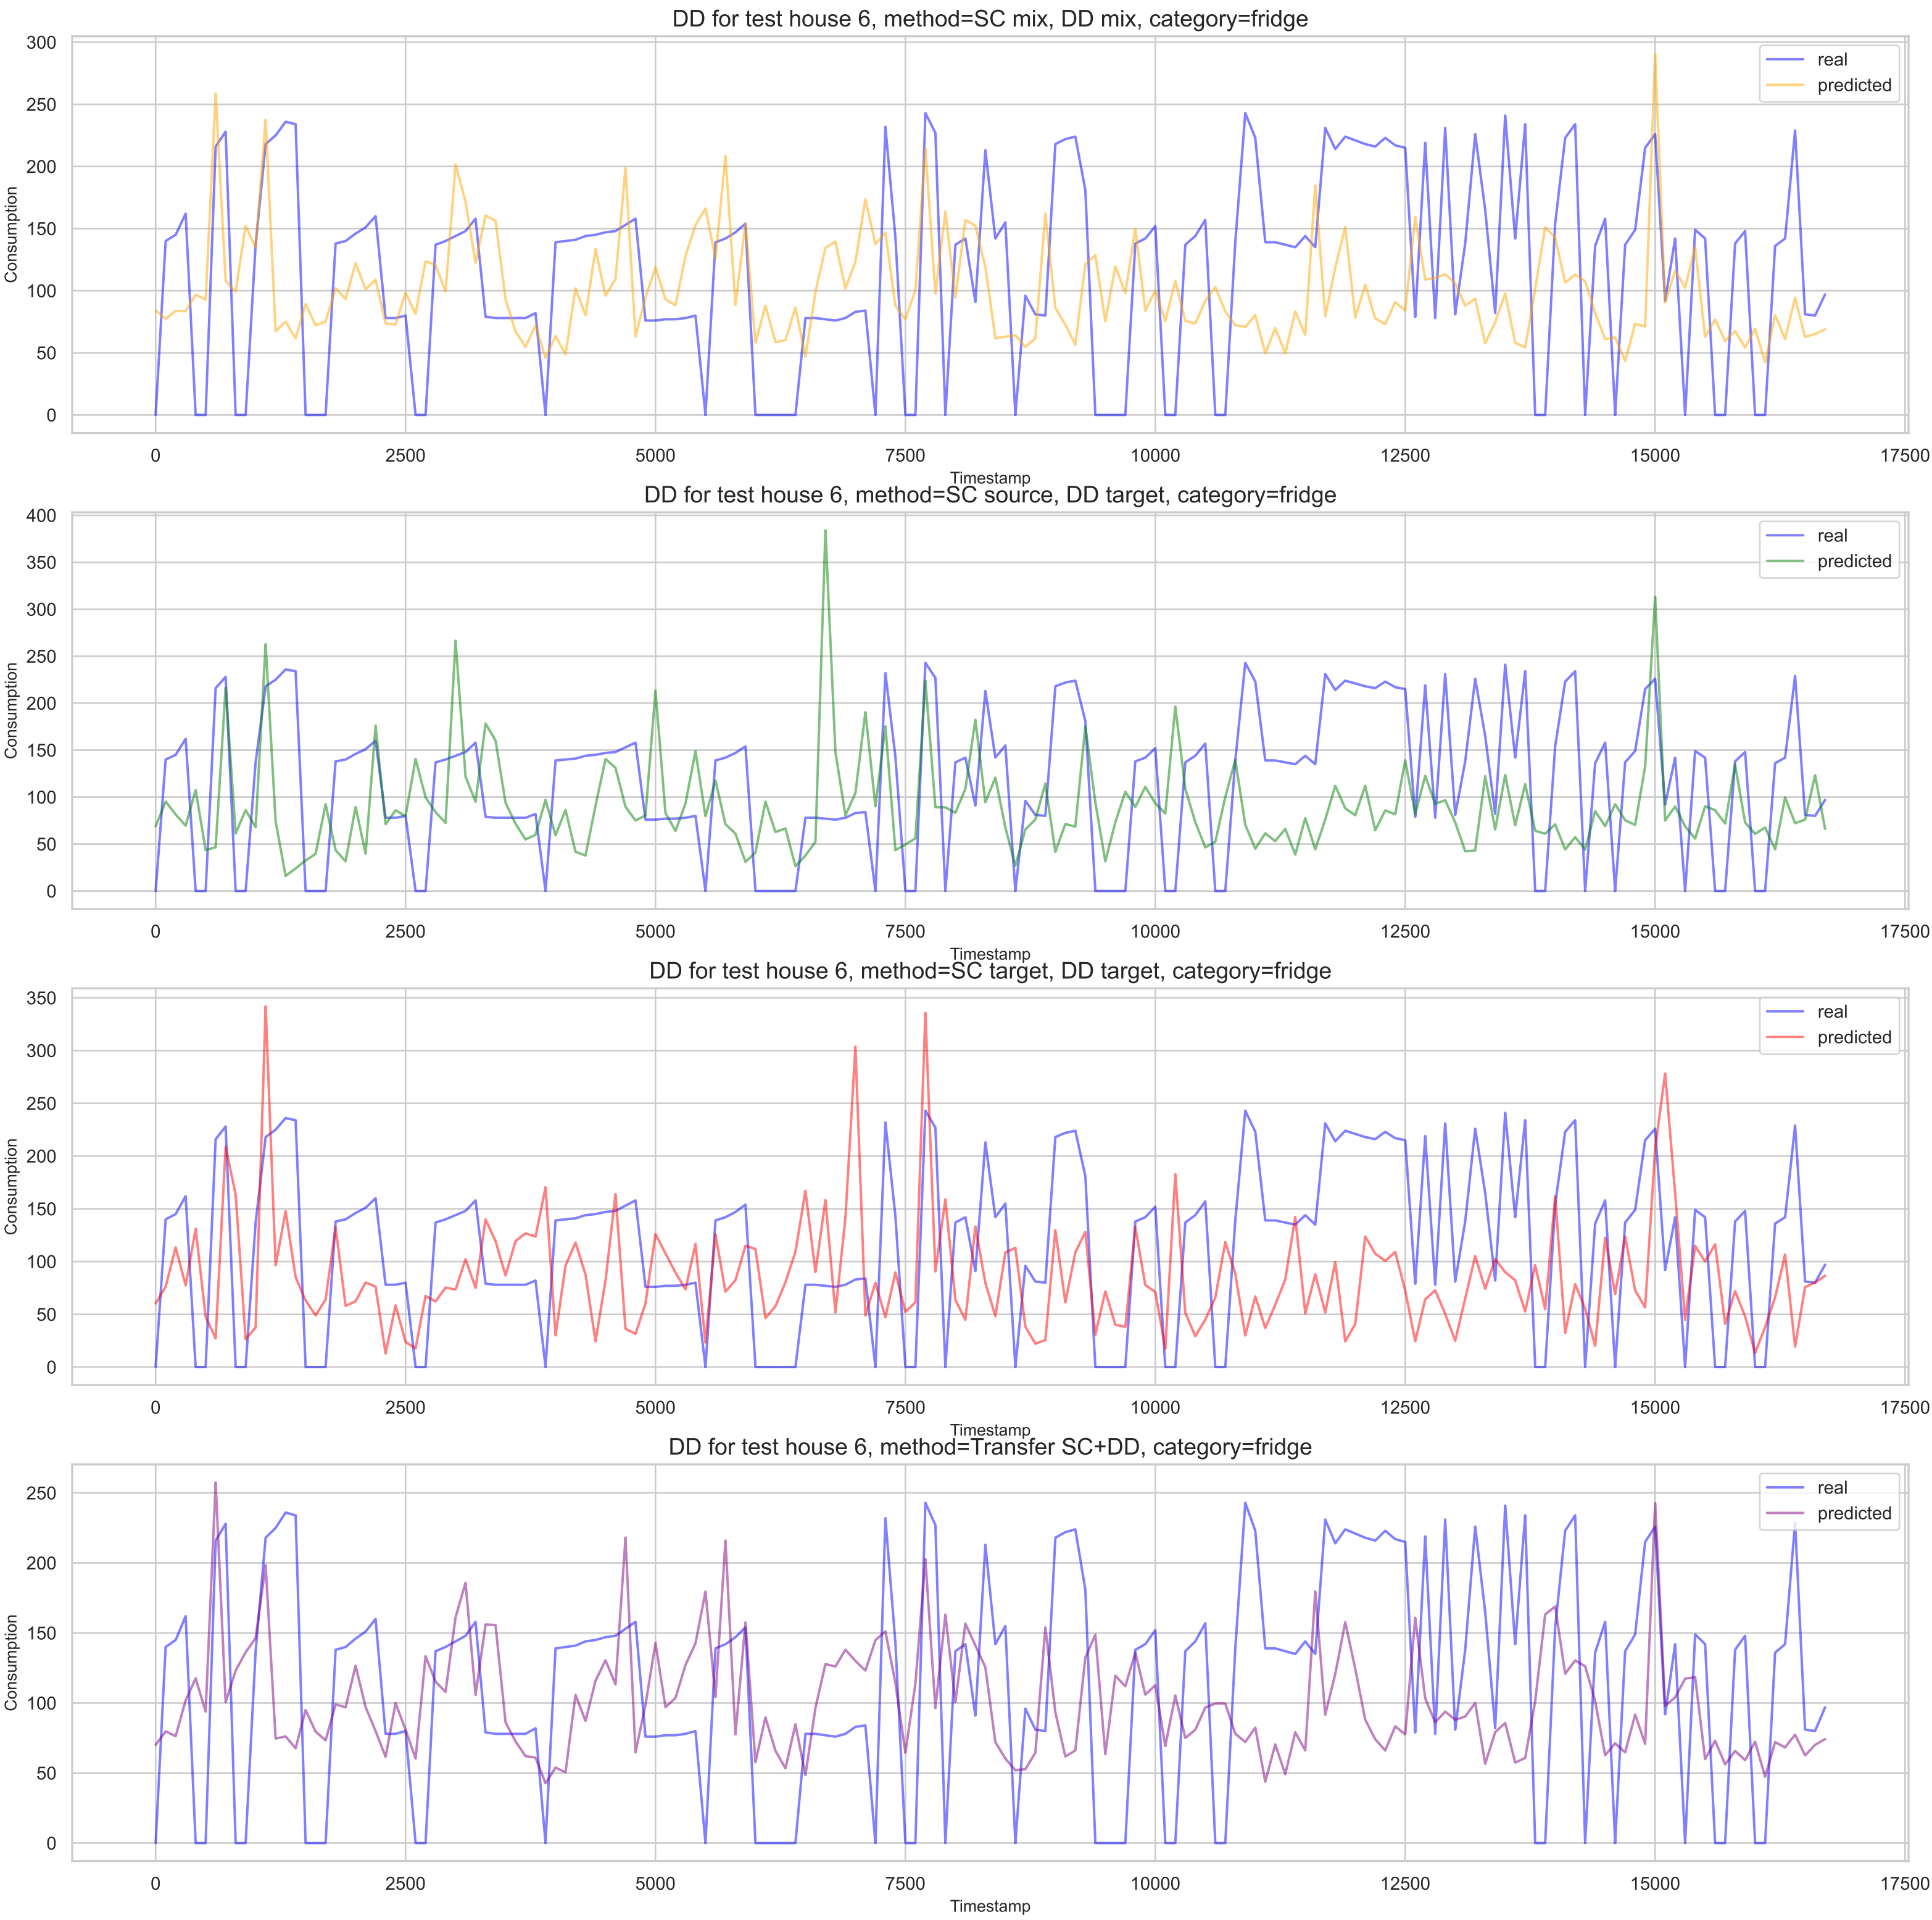 DD for test house 6, method=SC mix, DD mix, category=fridge
300
250
200
150
100
50
0
Consumption
real
predicted
0 2500 5000 7500 10000 12500 15000 17500
Timestamp
DD for test house 6, method=SC source, DD target, category=fridge
400
350
300
250
200
150
100
50
0
Consumption
real
predicted
0 2500 5000 7500 10000 12500 15000 17500
Timestamp
DD for test house 6, method=SC target, DD target, category=fridge
350
300
250
200
150
100
50
0
Consumption
real
predicted
0 2500 5000 7500 10000 12500 15000 17500
Timestamp
DD for test house 6, method=Transfer SC+DD, category=fridge
250
200
150
100
50
0
Consumption
real
predicted
0 2500 5000 7500 10000 12500 15000 17500
Timestamp